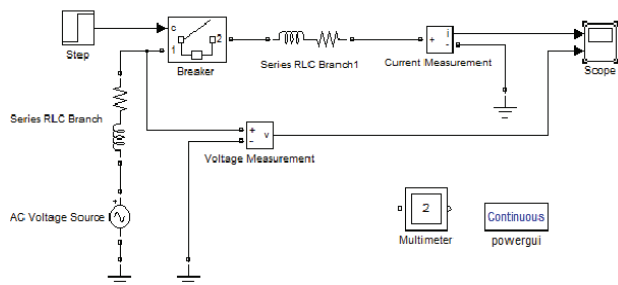 c
1
2
Step
Breaker
Series RLC Branch1
+
i
-
Current Measurement
Scope
Series RLC Branch
+
-
v
Voltage Measurement
+
AC Voltage Source
2
Multimeter
Continuous
powergui